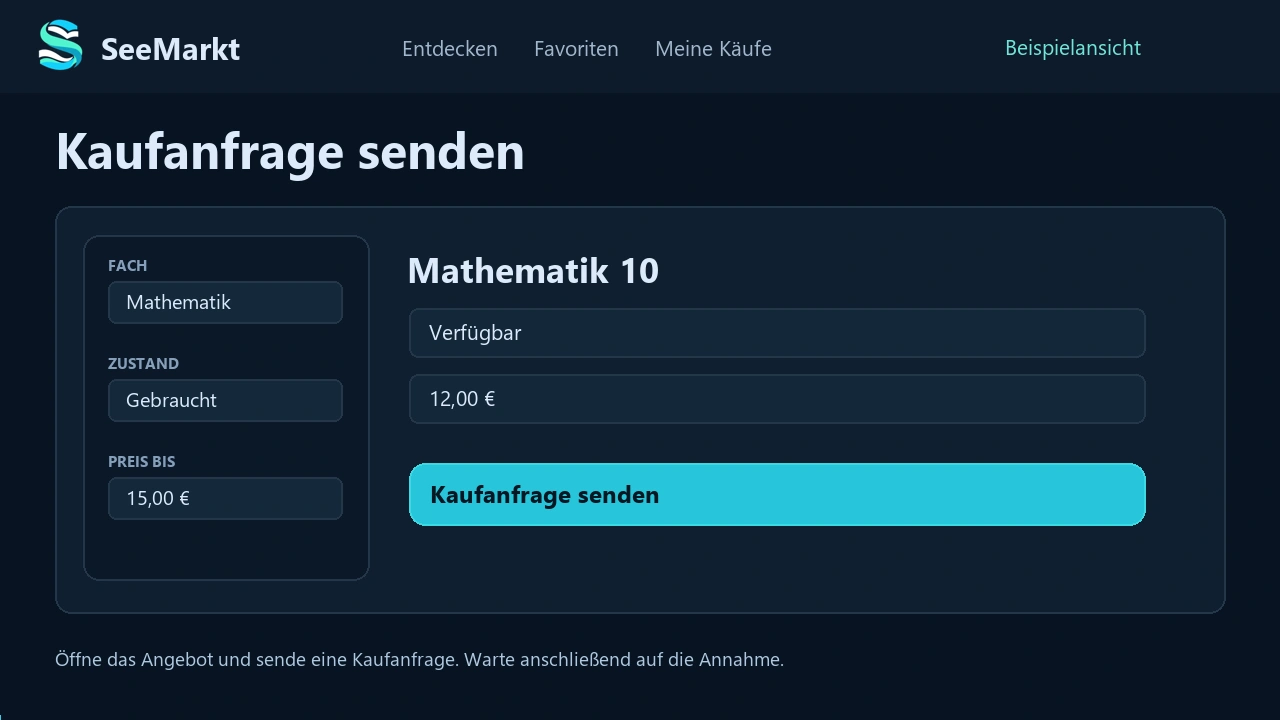 SeeMarkt
Entdecken
Favoriten
Meine Käufe
Beispielansicht
Kaufanfrage senden
FACH
Mathematik
ZUSTAND
Gebraucht
PREIS BIS
15,00 €
Mathematik 10
Verfügbar
12,00 €
Kaufanfrage senden
Öffne das Angebot und sende eine Kaufanfrage. Warte anschließend auf die Annahme.